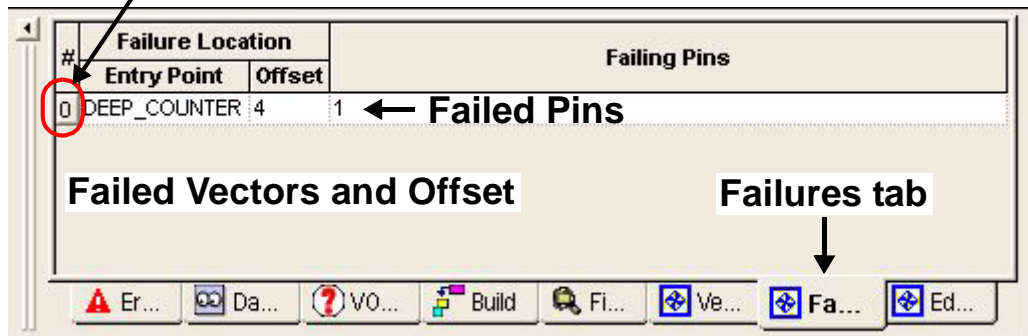 # Failure Location Failing Pins
Entry Point Offset
0 DEEP_COUNTER 4 1 Failed Pins
Failed Vectors and Offset Failures tab
Er... Da... VO... Build Fi... Ve... Fa... Ed...